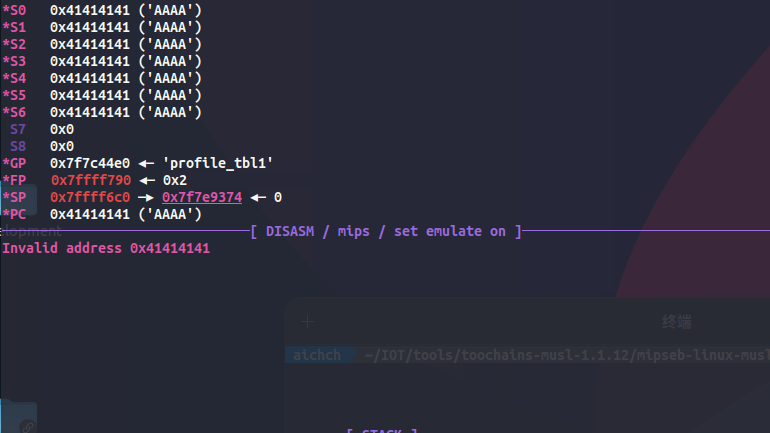 *S0 0x41414141 ('AAAA')
*S1 0x41414141 ('AAAA')
*S2 0x41414141 ('AAAA')
*S3 0x41414141 ('AAAA')
*S4 0x41414141 ('AAAA')
*S5 0x41414141 ('AAAA')
*S6 0x41414141 ('AAAA')
S7 0x0
S8 0x0
*GP 0x7f7c44e0 ◂— 'profile_tbl1'
*FP 0x7ffff790 ◂— 0x2
*SP 0x7ffff6c0 —▸ 0x7f7e9374 ◂— 0
*PC 0x41414141 ('AAAA')
lopment
[ DISASM / mips / set emulate on ]
Invalid address 0x41414141
终端
aichch ~/IOT/tools/toochains-musl-1.1.12/mipseb-linux-musl
[ STACK ]